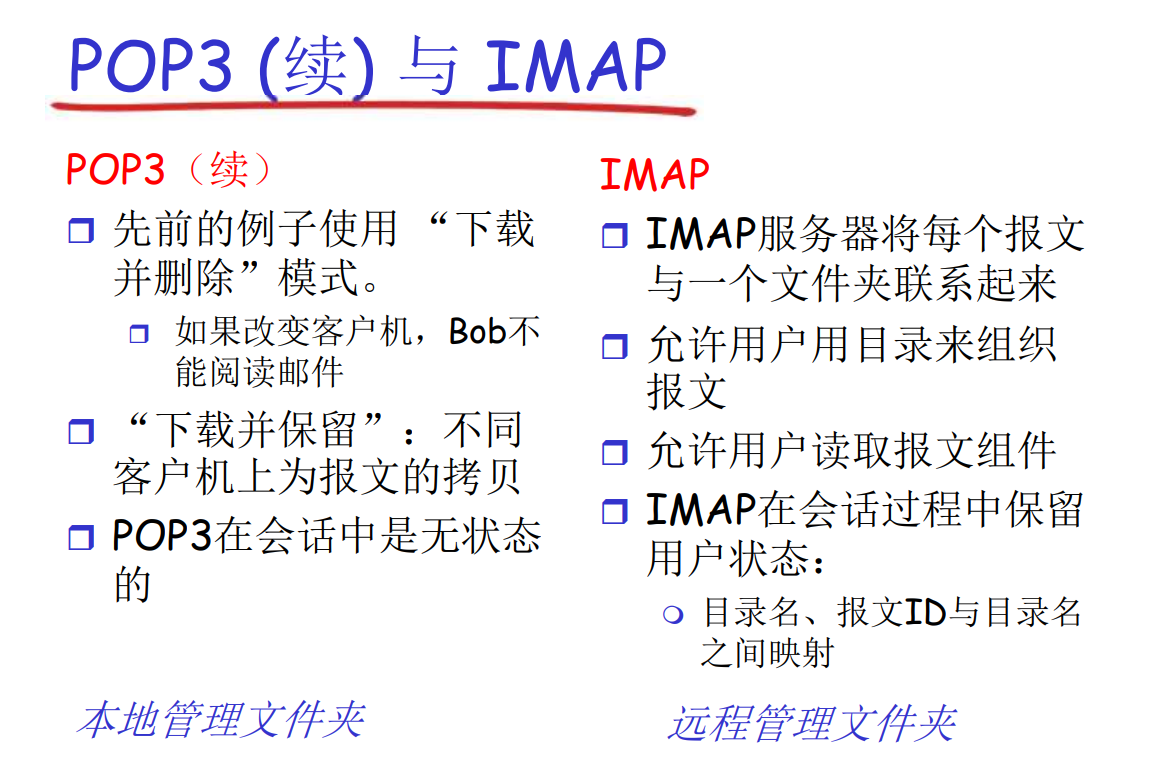 POP3 (续) 与 IMAP
POP3（续）
先前的例子使用 “下载
并删除”模式。
如果改变客户机，Bob不
能阅读邮件
“下载并保留”：不同
客户机上为报文的拷贝
POP3在会话中是无状态
的
本地管理文件夹
IMAP
IMAP服务器将每个报文
与一个文件夹联系起来
允许用户用目录来组织
报文
允许用户读取报文组件
IMAP在会话过程中保留
用户状态：
目录名、报文ID与目录名
之间映射
远程管理文件夹